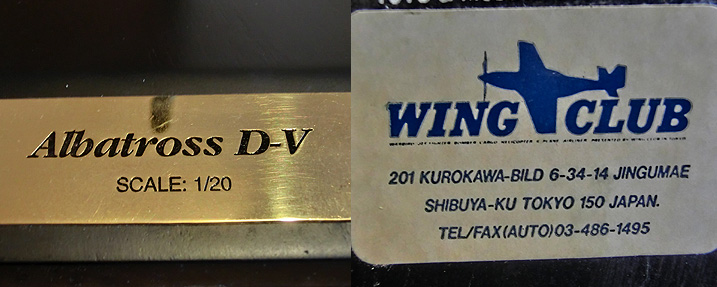 Albatross D-V
SCALE: 1/20
WING CLUB
201 KUROKAWA-BILD 6-34-14 JINGUMAE
SHIBUYA-KU TOKYO 150 JAPAN.
TEL/FAX(AUTO)03-486-1495